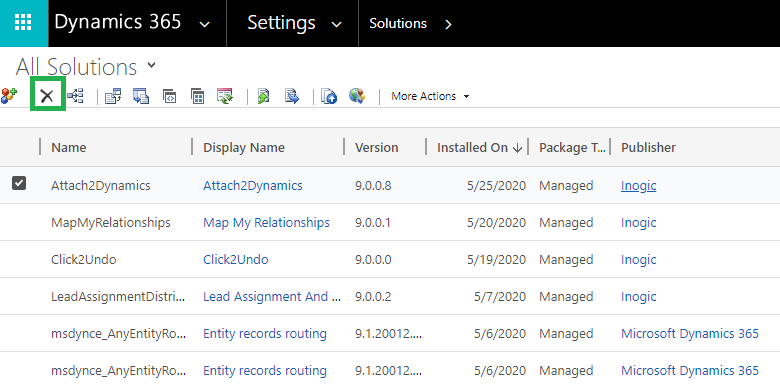 Dynamics 365 Settings Solutions
All Solutions
More Actions
Name Display Name Version Installed On Package T... Publisher
Attach2Dynamics Attach2Dynamics 9.0.0.8 5/25/2020 Managed Inogic
MapMyRelationships Map My Relationships 9.0.0.1 5/20/2020 Managed Inogic
Click2Undo Click2Undo 9.0.0.0 5/19/2020 Managed Inogic
LeadAssignmentDistri... Lead Assignment And ... 9.0.0.2 5/7/2020 Managed Inogic
msdynce_AnyEntityRo... Entity records routing 9.1.20012.... 5/6/2020 Managed Microsoft Dynamics 365
msdynce_AnyEntityRo... Entity records routing 9.1.20012.... 5/6/2020 Managed Microsoft Dynamics 365